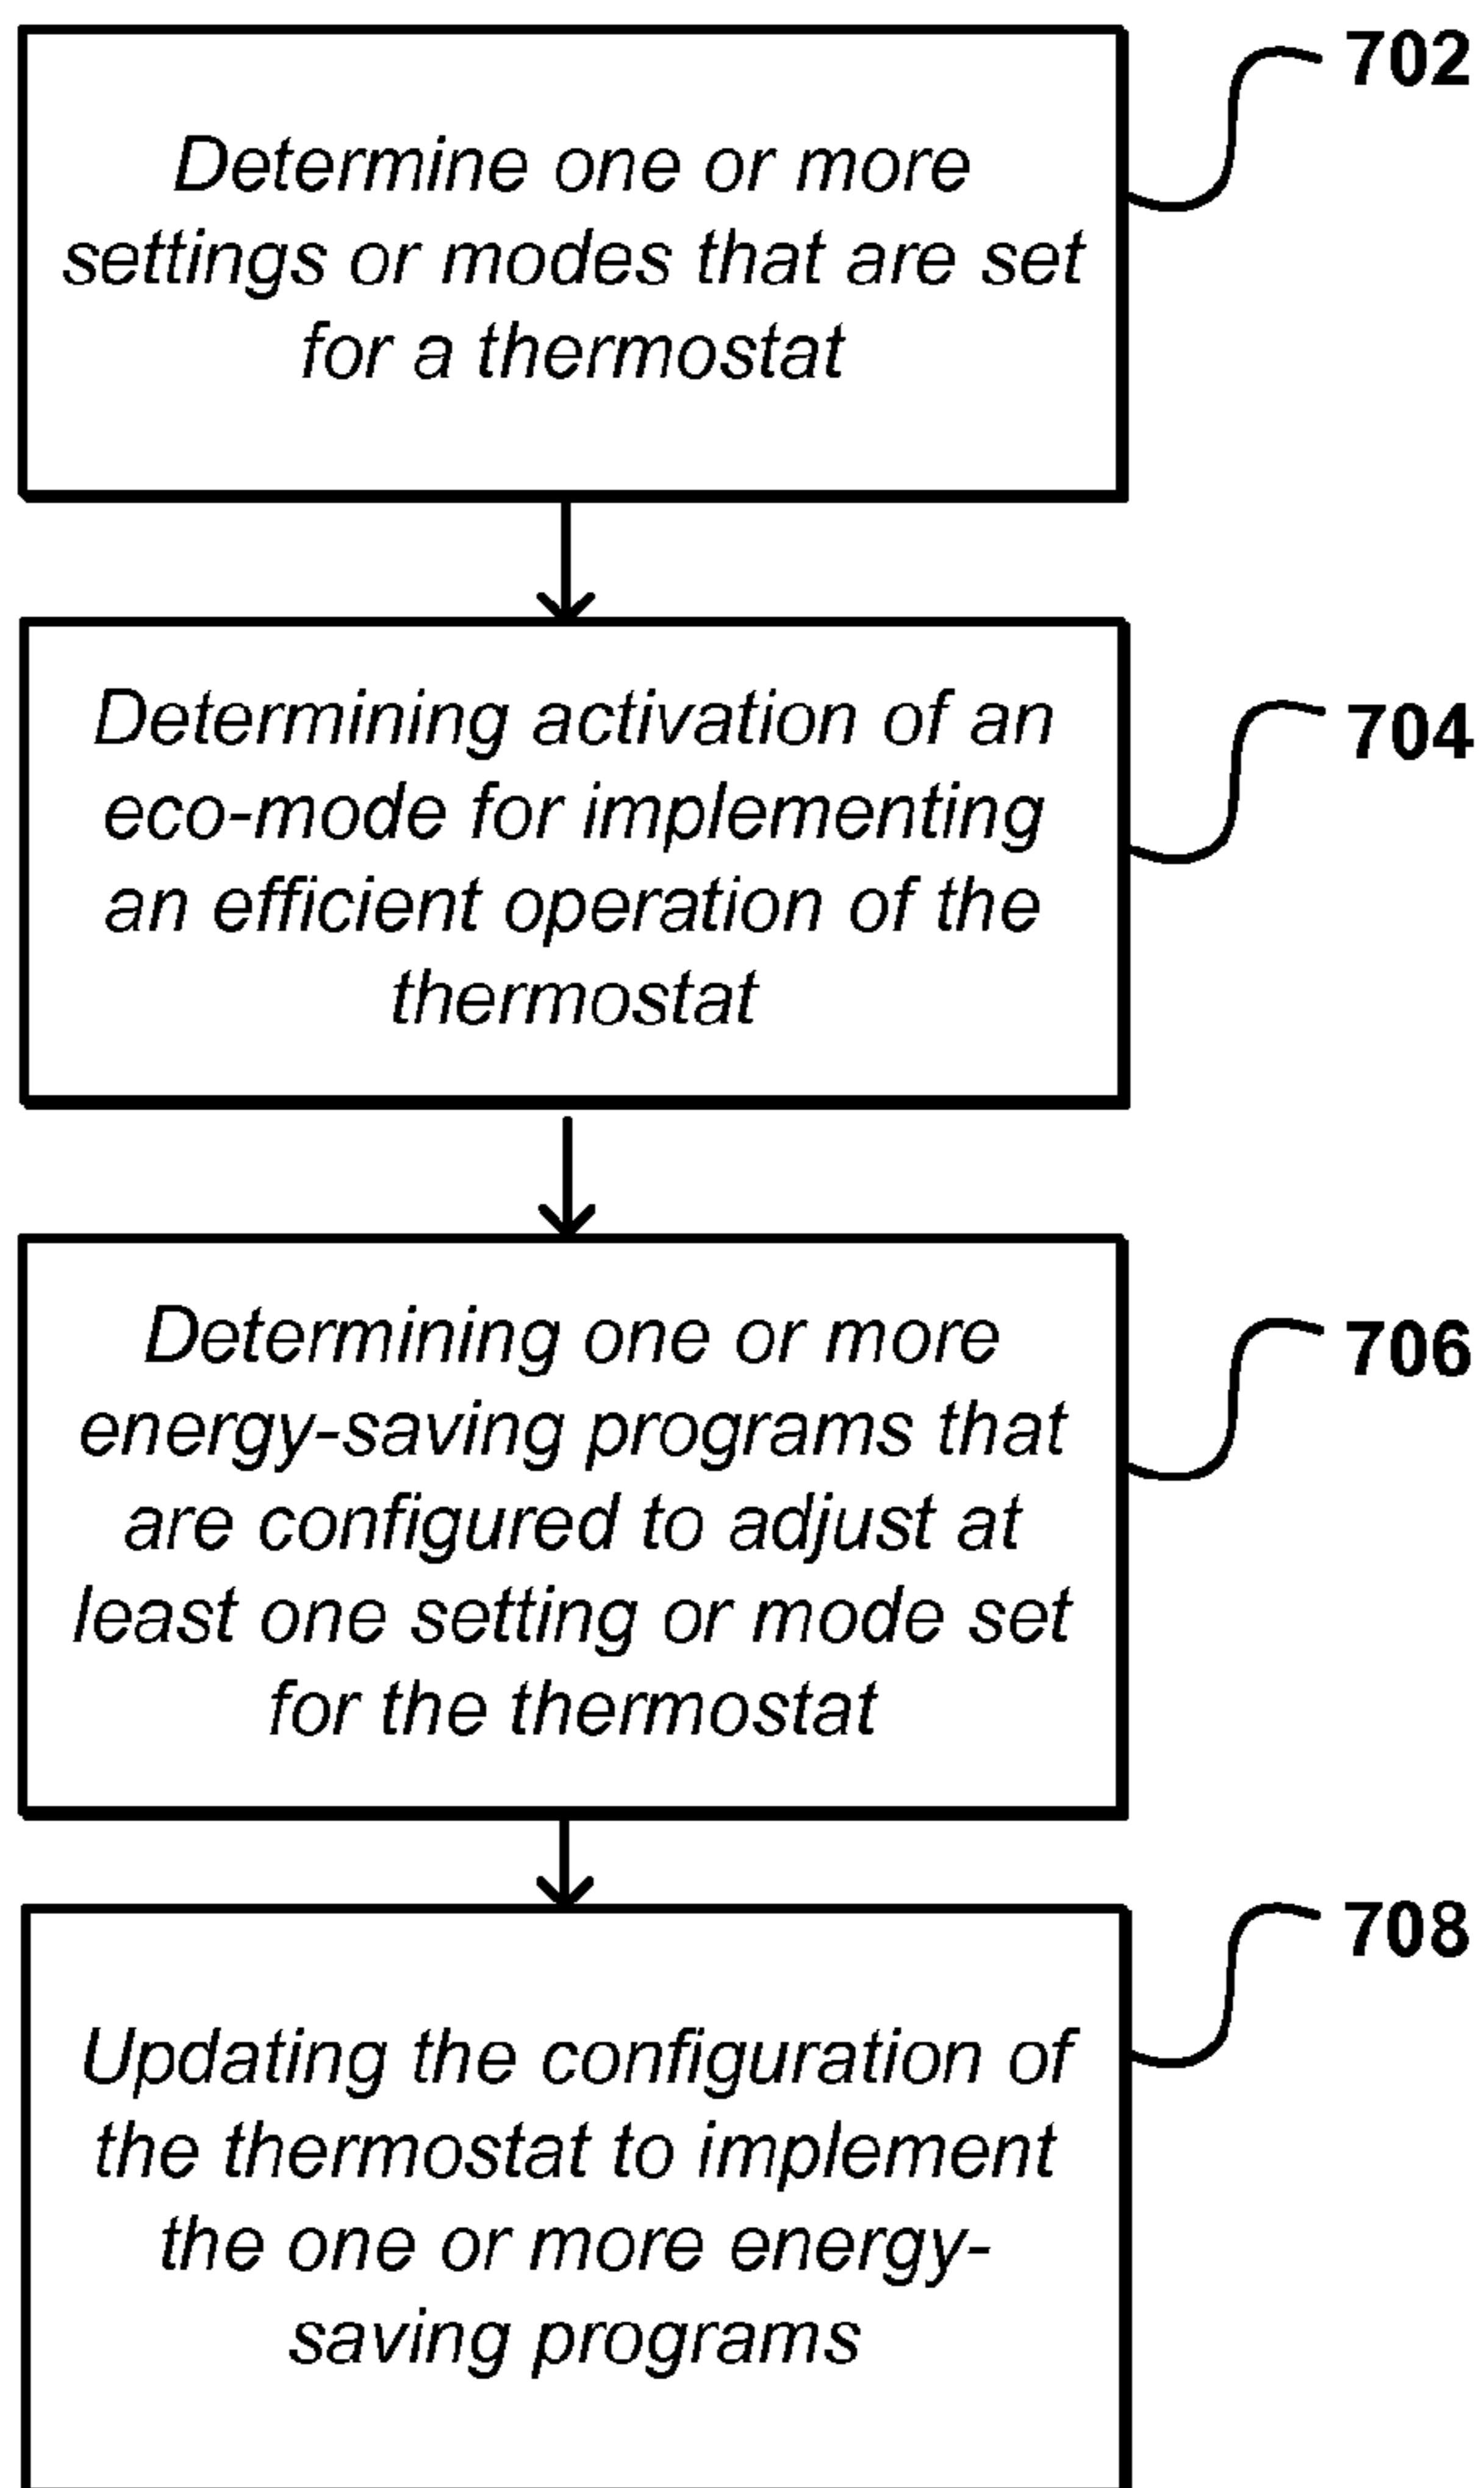 702
Determine one or more
settings or modes that are set
for a thermostat
704
Determining activation of an
eco-mode for implementing
an efficient operation of the
thermostat
706
Determining one or more
energy-saving programs that
are configured to adjust at
least one setting or mode set
for the thermostat
708
Updating the configuration of
the thermostat to implement
the one or more energy-
saving programs